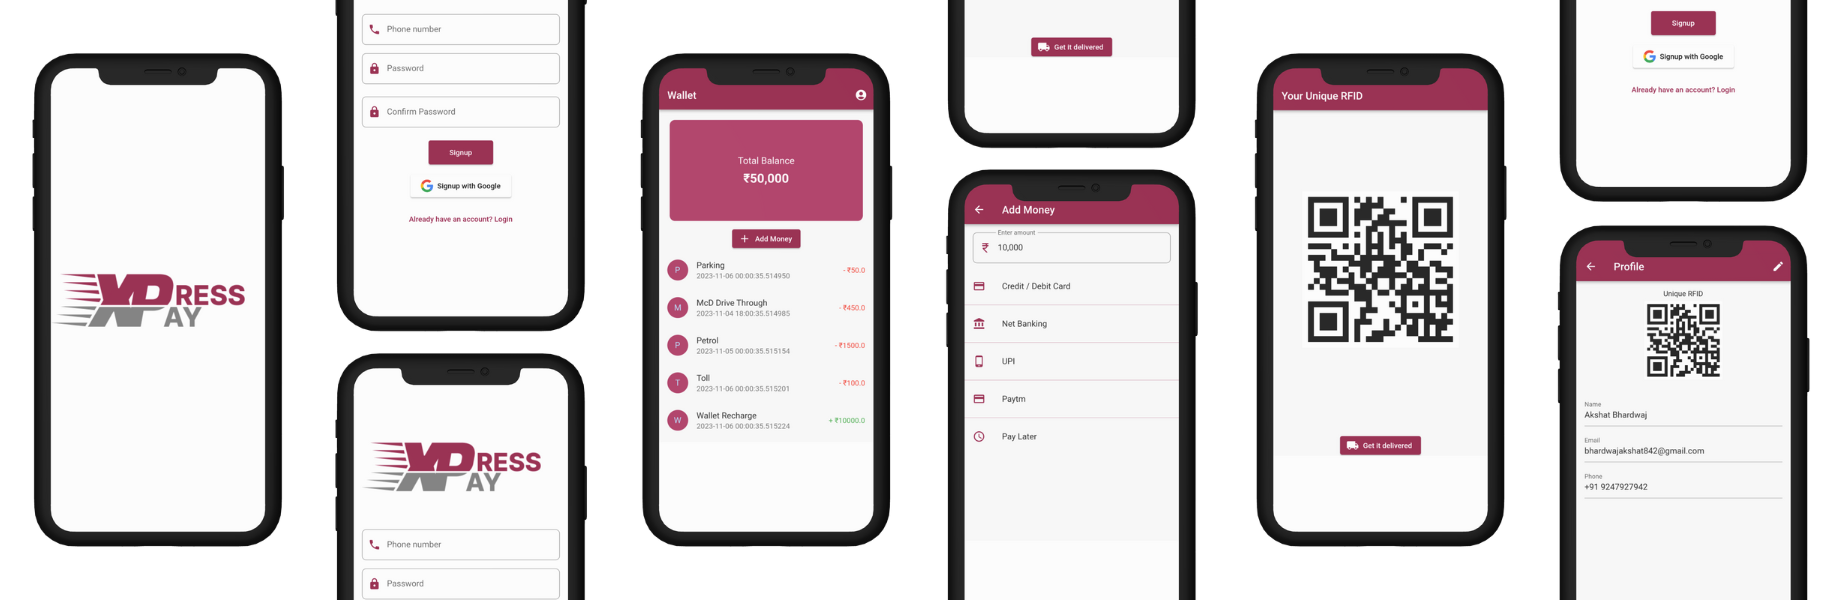 XPRESS
PAY
Phone number
Password
Confirm Password
Signup
Signup with Google
Already have an account? Login
XPRESS
PAY
Phone number
Password
Wallet
Total Balance
₹50,000
+ Add Money
P
Parking
2023-11-06 00:00:35.514950
- ₹50.0
M
McD Drive Through
2023-11-04 18:00:35.514985
- ₹450.0
P
Petrol
2023-11-05 00:00:35.515154
- ₹1500.0
T
Toll
2023-11-06 00:00:35.515201
- ₹100.0
W
Wallet Recharge
2023-11-06 00:00:35.515224
+ ₹10000.0
Get it delivered
Add Money
Enter amount
₹ 10,000
Credit / Debit Card
Net Banking
UPI
Paytm
Pay Later
Your Unique RFID
Get it delivered
Signup
Signup with Google
Already have an account? Login
Profile
Unique RFID
Name
Akshat Bhardwaj
Email
bhardwajakshat842@gmail.com
Phone
+91 9247927942